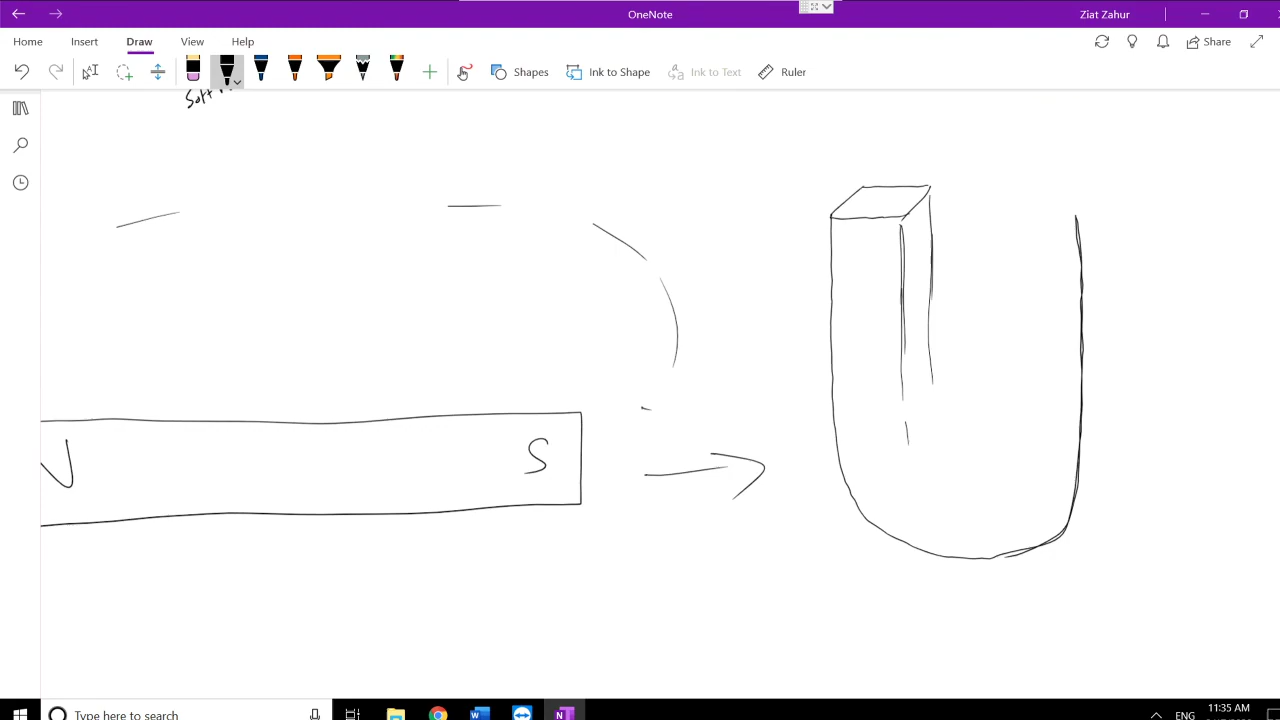 OneNote
Ziat Zahur
Home Insert Draw View Help
Share
Shapes Ink to Shape Ink to Text Ruler
Soft
N S
Type here to search
11:35 AM
ENG